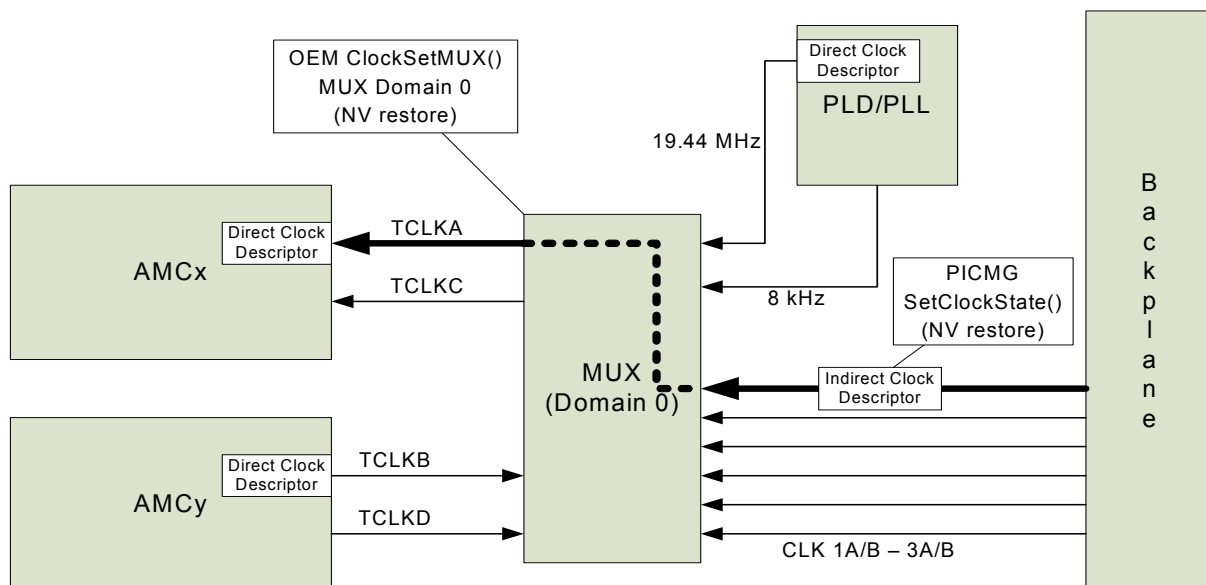 OEM ClockSetMUX()
MUX Domain 0
(NV restore)
Direct Clock
Descriptor
PLD/PLL
19.44 MHz
8 kHz
Backplane
Direct Clock
Descriptor
AMCx
TCLKA
TCLKC
PICMG
SetClockState()
(NV restore)
MUX
(Domain 0)
Indirect Clock
Descriptor
Direct Clock
Descriptor
AMCy
TCLKB
TCLKD
CLK 1A/B – 3A/B